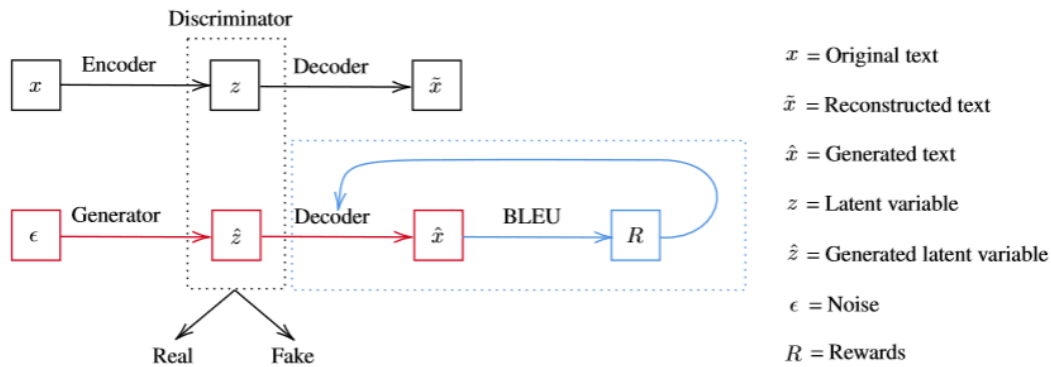 Discriminator
x Encoder z Decoder x̃
ϵ Generator ẑ Decoder x̂ BLEU R
Real Fake
x = Original text
x̃ = Reconstructed text
x̂ = Generated text
z = Latent variable
ẑ = Generated latent variable
ϵ = Noise
R = Rewards